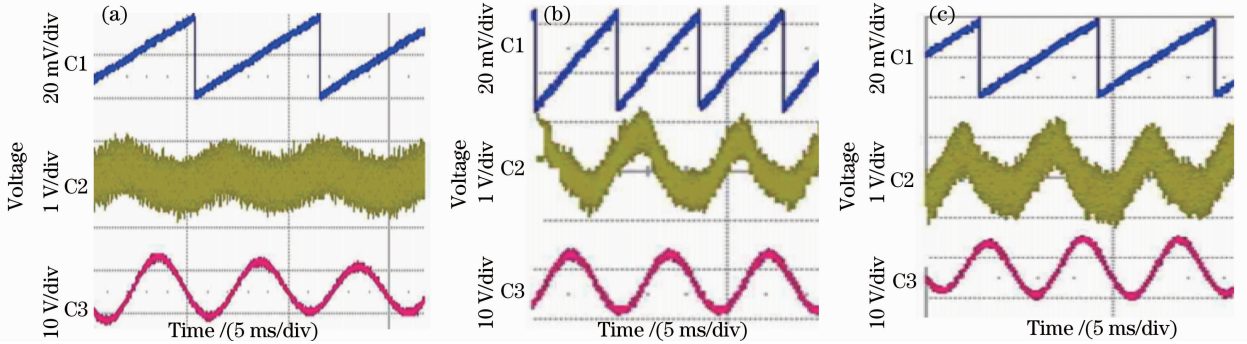 (a)
Voltage
20 mV/div
C1
1 V/div
C2
10 V/div
C3
Time /(5 ms/div)
(b)
Voltage
20 mV/div
C1
1 V/div
C2
10 V/div
C3
Time /(5 ms/div)
(c)
Voltage
20 mV/div
C1
1 V/div
C2
10 V/div
C3
Time /(5 ms/div)